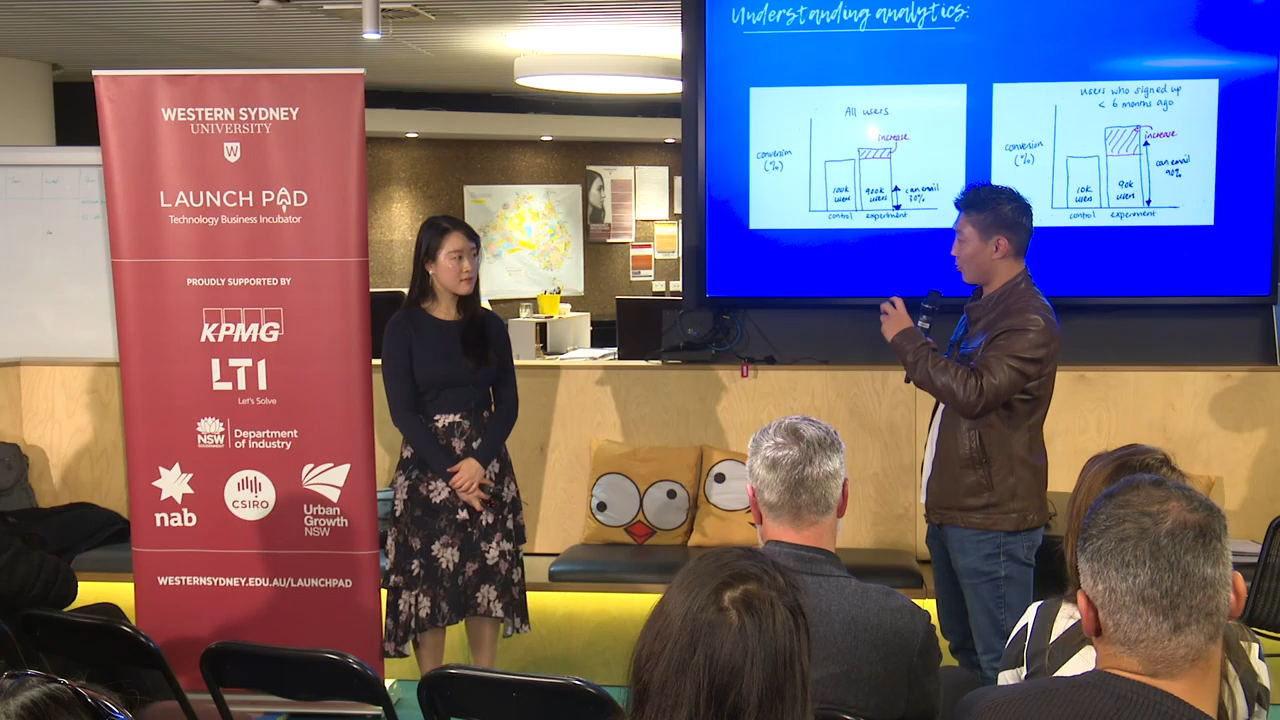 WESTERN SYDNEY
UNIVERSITY
W
LAUNCH PAD
Technology Business Incubator
PROUDLY SUPPORTED BY
KPMG
LTI
Let's Solve
NSW
GOVERNMENT
Department
of Industry
nab
CSIRO
Urban
Growth
NSW
WESTERNSYDNEY.EDU.AU/LAUNCHPAD
Understanding analytics:
All users
increase
conversion
(%)
100k
users
900k
users
can email
30%
control
experiment
Users who signed up
< 6 months ago
increase
conversion
(%)
10k
users
90k
users
can email
90%
control
experiment